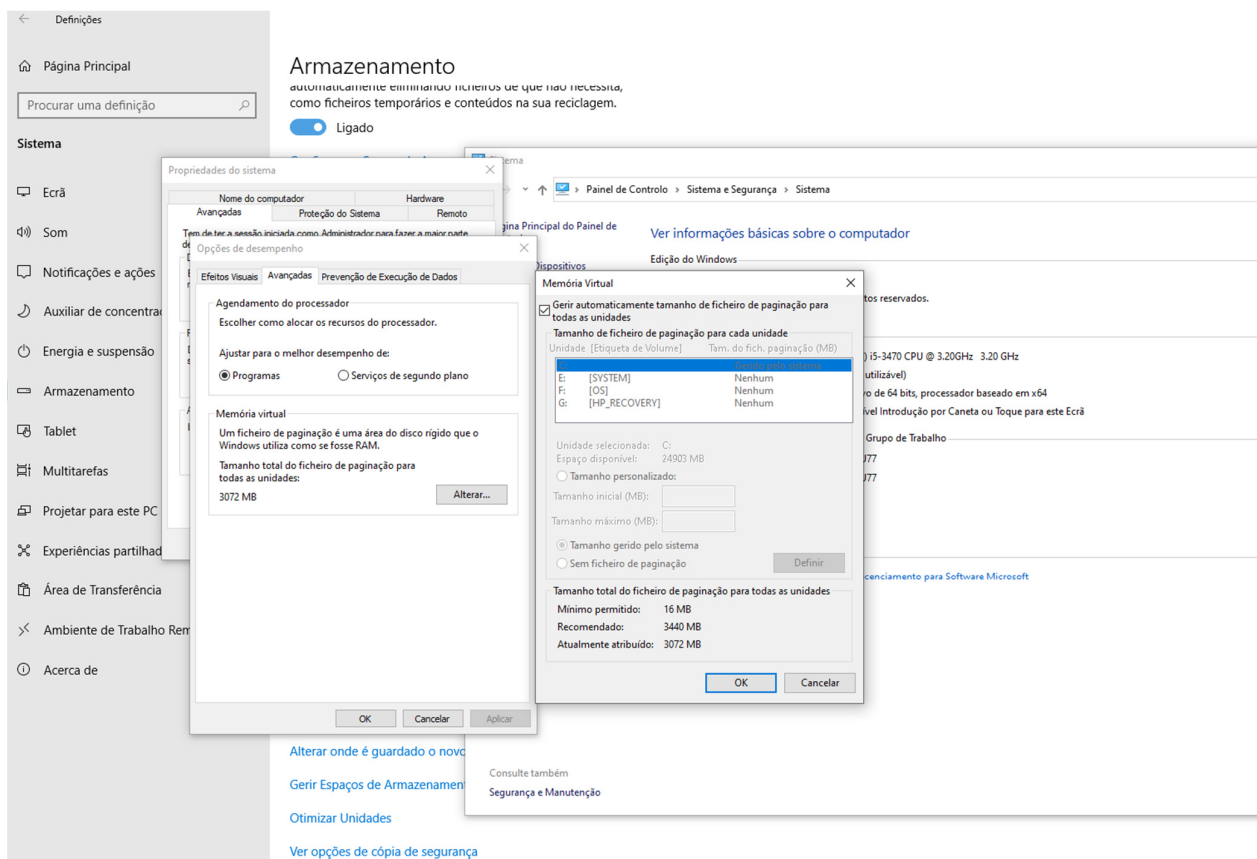 Definições
Página Principal
Procurar uma definição
Sistema
Ecrã
Som
Notificações e ações
Auxiliar de concentra
Energia e suspensão
Armazenamento
Tablet
Multitarefas
Projetar para este PC
Experiências partilhad
Área de Transferência
Ambiente de Trabalho Rem
Acerca de
Armazenamento
automaticamente eliminando ficheiros de que não necessita,
como ficheiros temporários e conteúdos na sua reciclagem.
Ligado
Alterar onde é guardado o novo
Gerir Espaços de Armazenament
Otimizar Unidades
Ver opções de cópia de segurança
Propriedades do sistema
Nome do computador Hardware
Avançadas Proteção do Sistema Remoto
Tem de ter a sessão iniciada como Administrador para fazer a maior parte
Opções de desempenho
Efeitos Visuais Avançadas Prevenção de Execução de Dados
Agendamento do processador
Escolher como alocar os recursos do processador.
Ajustar para o melhor desempenho de:
Programas Serviços de segundo plano
Memória virtual
Um ficheiro de paginação é uma área do disco rígido que o
Windows utiliza como se fosse RAM.
Tamanho total do ficheiro de paginação para
todas as unidades:
3072 MB Alterar...
OK Cancelar Aplicar
tema
Painel de Controlo > Sistema e Segurança > Sistema
gina Principal do Painel de
Dispositivos
Ver informações básicas sobre o computador
Edição do Windows
tos reservados.
) i5-3470 CPU @ 3.20GHz 3.20 GHz
utilizável)
o de 64 bits, processador baseado em x64
vel Introdução por Caneta ou Toque para este Ecrã
Grupo de Trabalho
J77
J77
cenciamento para Software Microsoft
Consulte também
Segurança e Manutenção
Memória Virtual
Gerir automaticamente tamanho de ficheiro de paginação para
todas as unidades
Tamanho de ficheiro de paginação para cada unidade
Unidade [Etiqueta de Volume] Tam. do fich. paginação (MB)
C: Gerido pelo sistema
E: [SYSTEM] Nenhum
F: [OS] Nenhum
G: [HP_RECOVERY] Nenhum
Unidade selecionada: C:
Espaço disponível: 24903 MB
Tamanho personalizado:
Tamanho inicial (MB):
Tamanho máximo (MB):
Tamanho gerido pelo sistema
Sem ficheiro de paginação Definir
Tamanho total do ficheiro de paginação para todas as unidades
Mínimo permitido: 16 MB
Recomendado: 3440 MB
Atualmente atribuído: 3072 MB
OK Cancelar